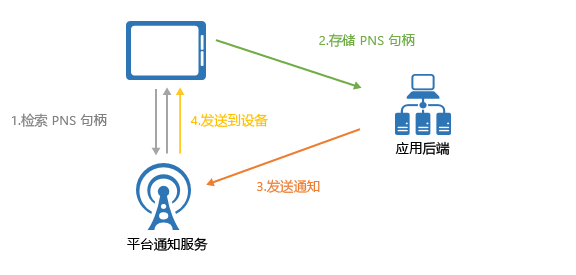 2.存储 PNS 句柄
1.检索 PNS 句柄
4.发送到设备
应用后端
3.发送通知
平台通知服务